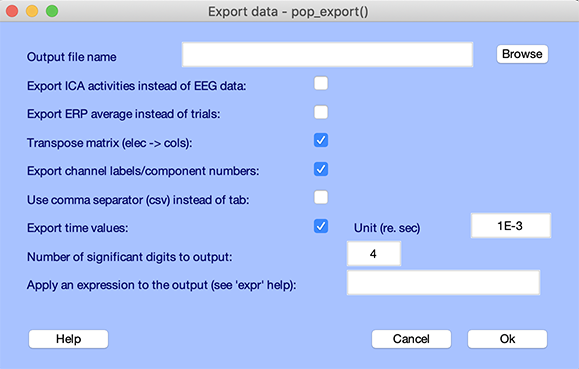 Export data - pop_export()
Output file name Browse
Export ICA activities instead of EEG data:
Export ERP average instead of trials:
Transpose matrix (elec -> cols):
Export channel labels/component numbers:
Use comma separator (csv) instead of tab:
Export time values: Unit (re. sec) 1E-3
Number of significant digits to output: 4
Apply an expression to the output (see 'expr' help):
Help Cancel Ok